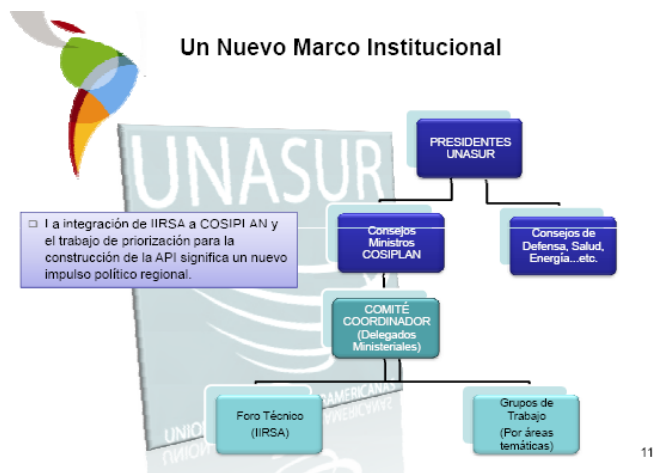 Un Nuevo Marco Institucional
UNASUR
PRESIDENTES
UNASUR
□ La integración de IIRSA a COSIPLAN y
el trabajo de priorización para la
construcción de la API significa un nuevo
impulso político regional.
Consejos
Ministros
COSIPLAN
Consejos de
Defensa, Salud,
Energía...etc.
COMITÉ
COORDINADOR
(Delegados
Ministeriales)
Foro Técnico
(IIRSA)
Grupos de
Trabajo
(Por áreas
temáticas)
11